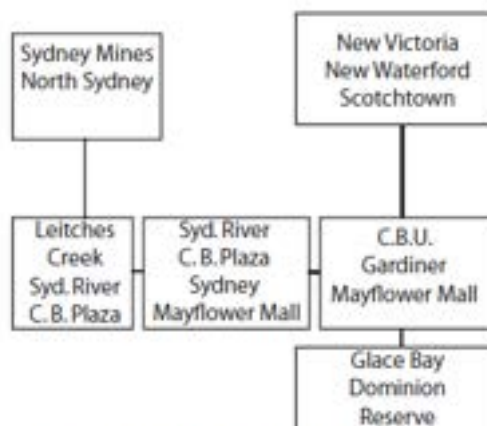 Sydney Mines
North Sydney
New Victoria
New Waterford
Scotchtown
Leitches
Creek
Syd. River
C. B. Plaza
Syd. River
C. B. Plaza
Sydney
Mayflower Mall
C.B.U.
Gardiner
Mayflower Mall
Glace Bay
Dominion
Reserve